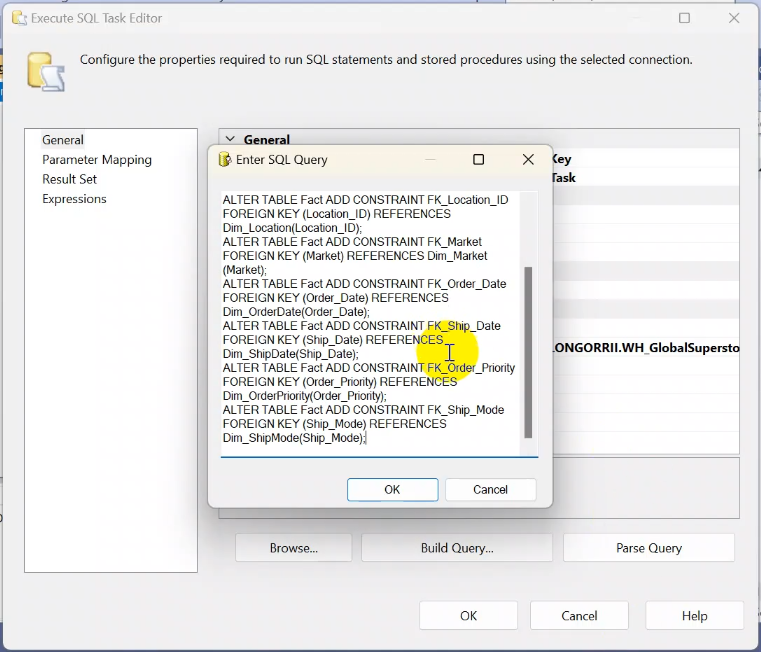 Execute SQL Task Editor
Configure the properties required to run SQL statements and stored procedures using the selected connection.
General
Parameter Mapping
Result Set
Expressions
General
Key
Task
Enter SQL Query
ALTER TABLE Fact ADD CONSTRAINT FK_Location_ID
FOREIGN KEY (Location_ID) REFERENCES
Dim_Location(Location_ID);
ALTER TABLE Fact ADD CONSTRAINT FK_Market
FOREIGN KEY (Market) REFERENCES Dim_Market
(Market);
ALTER TABLE Fact ADD CONSTRAINT FK_Order_Date
FOREIGN KEY (Order_Date) REFERENCES
Dim_OrderDate(Order_Date);
ALTER TABLE Fact ADD CONSTRAINT FK_Ship_Date
FOREIGN KEY (Ship_Date) REFERENCES
Dim_ShipDate(Ship_Date);
ALTER TABLE Fact ADD CONSTRAINT FK_Order_Priority
FOREIGN KEY (Order_Priority) REFERENCES
Dim_OrderPriority(Order_Priority);
ALTER TABLE Fact ADD CONSTRAINT FK_Ship_Mode
FOREIGN KEY (Ship_Mode) REFERENCES
Dim_ShipMode(Ship_Mode);
LONGORRII.WH_GlobalSupersto
OK Cancel
Browse... Build Query... Parse Query
OK Cancel Help